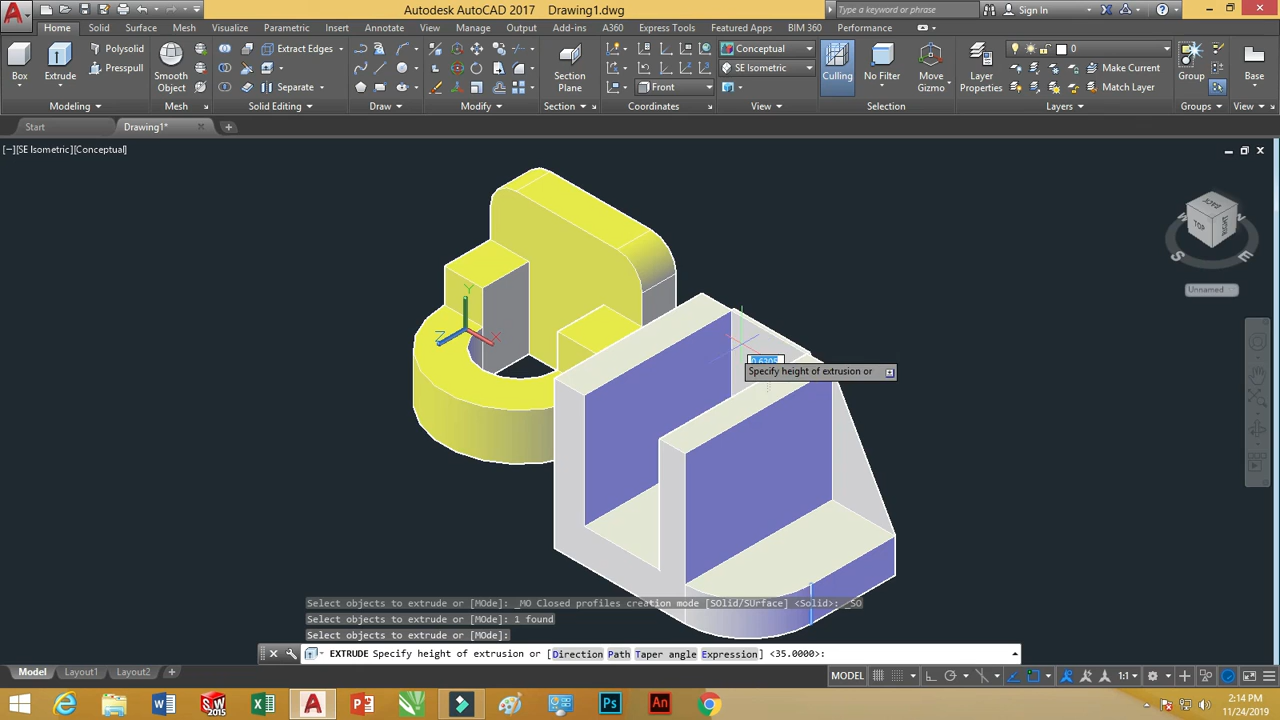 Autodesk AutoCAD 2017 Drawing1.dwg
Type a keyword or phrase
Sign In
Home Solid Surface Mesh Visualize Parametric Insert Annotate View Manage Output Add-ins A360 Express Tools Featured Apps BIM 360 Performance
Box
Extrude
Polysolid
Presspull
Smooth Object
Extract Edges
Separate
Section Plane
Front
Conceptual
SE Isometric
Culling
No Filter
Move Gizmo
Layer Properties
0
Make Current
Match Layer
Group
Base
Modeling Mesh Solid Editing Draw Modify Section Coordinates View Selection Layers Groups View
Start Drawing1*
[−][SE Isometric][Conceptual]
BACK
TOP
W
N
S
E
Unnamed
Y
Z
X
Specify height of extrusion or
Select objects to extrude or [MOde]: _MO Closed profiles creation mode [SOlid/SUrface] <Solid>: _SO
Select objects to extrude or [MOde]: 1 found
Select objects to extrude or [MOde]:
EXTRUDE Specify height of extrusion or [Direction Path Taper angle Expression] <35.0000>:
Model Layout1 Layout2
MODEL
1:1
SW
2015
Ps
An
2:14 PM
11/24/2019